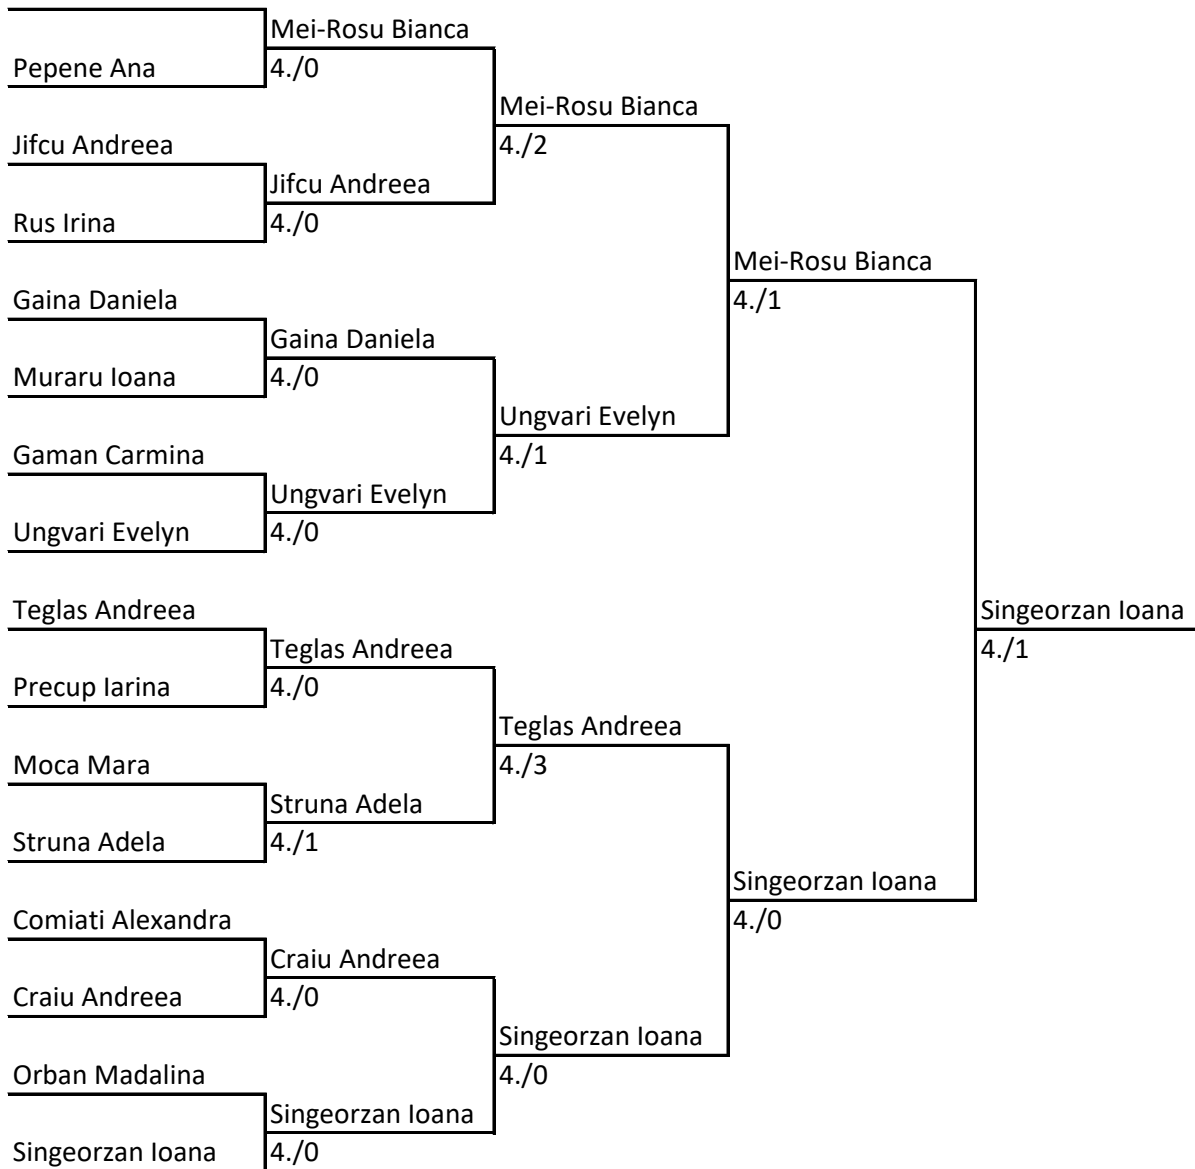 Mei-Rosu Bianca
Pepene Ana
4./0
Mei-Rosu Bianca
Jifcu Andreea
4./2
Jifcu Andreea
Rus Irina
4./0
Mei-Rosu Bianca
Gaina Daniela
4./1
Gaina Daniela
Muraru Ioana
4./0
Ungvari Evelyn
Gaman Carmina
4./1
Ungvari Evelyn
Ungvari Evelyn
4./0
Teglas Andreea
Singeorzan Ioana
Teglas Andreea
4./1
Precup Iarina
4./0
Teglas Andreea
Moca Mara
4./3
Struna Adela
Struna Adela
4./1
Singeorzan Ioana
Comiati Alexandra
4./0
Craiu Andreea
Craiu Andreea
4./0
Singeorzan Ioana
Orban Madalina
4./0
Singeorzan Ioana
Singeorzan Ioana
4./0